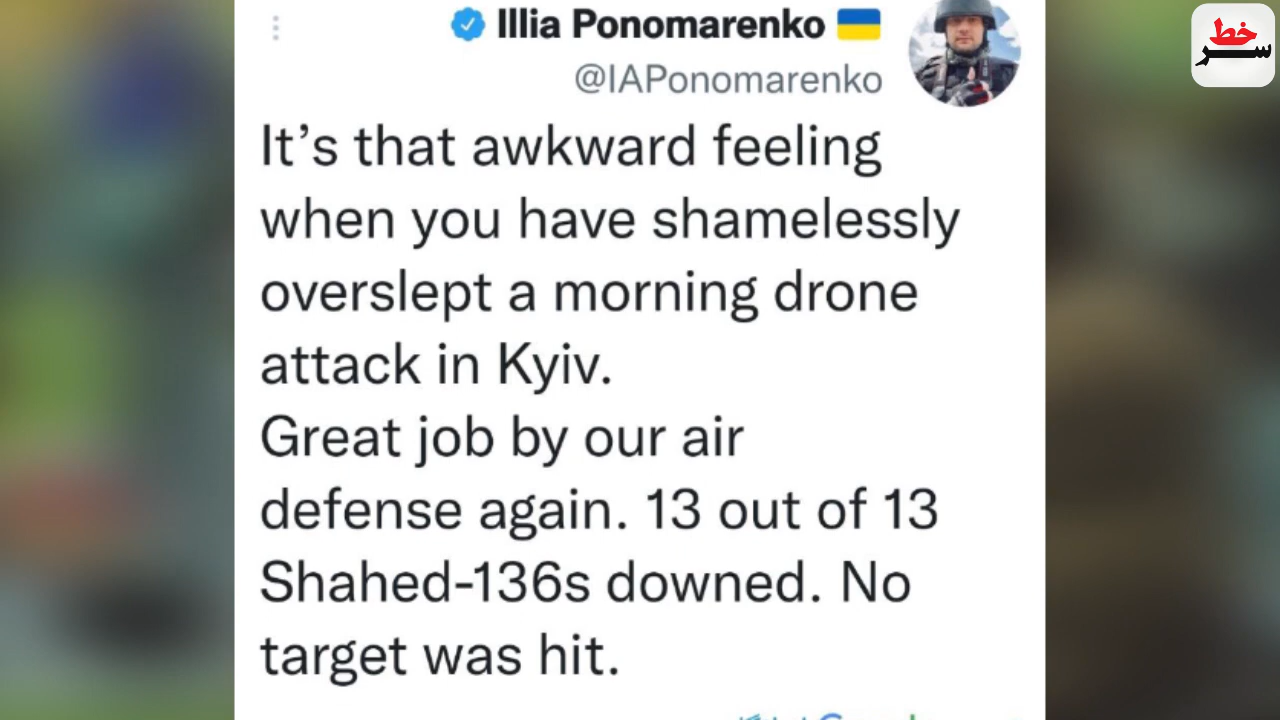 Illia Ponomarenko
@IAPonomarenko
خط
سر
It’s that awkward feeling
when you have shamelessly
overslept a morning drone
attack in Kyiv.
Great job by our air
defense again. 13 out of 13
Shahed-136s downed. No
target was hit.